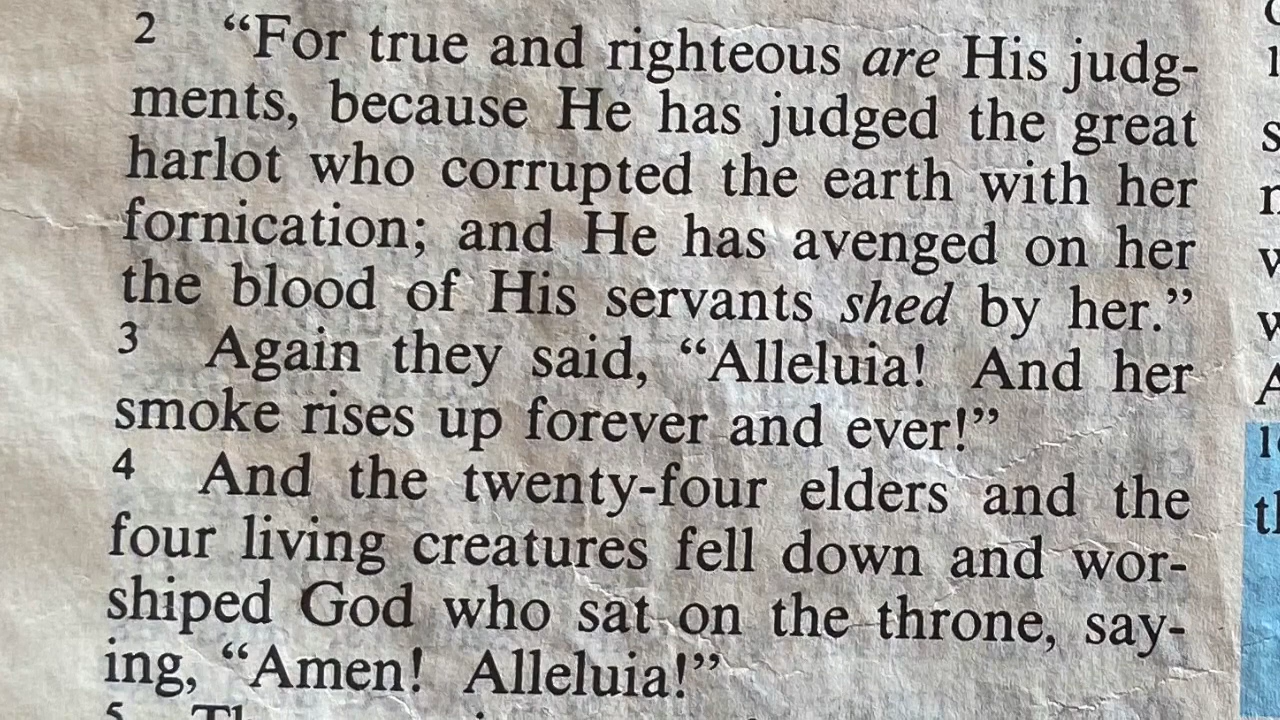 2 “For true and righteous are His judg-
ments, because He has judged the great
harlot who corrupted the earth with her
fornication; and He has avenged on her
the blood of His servants shed by her.”
3 Again they said, “Alleluia! And her
smoke rises up forever and ever!”
4 And the twenty-four elders and the
four living creatures fell down and wor-
shiped God who sat on the throne, say-
ing, “Amen! Alleluia!”
5